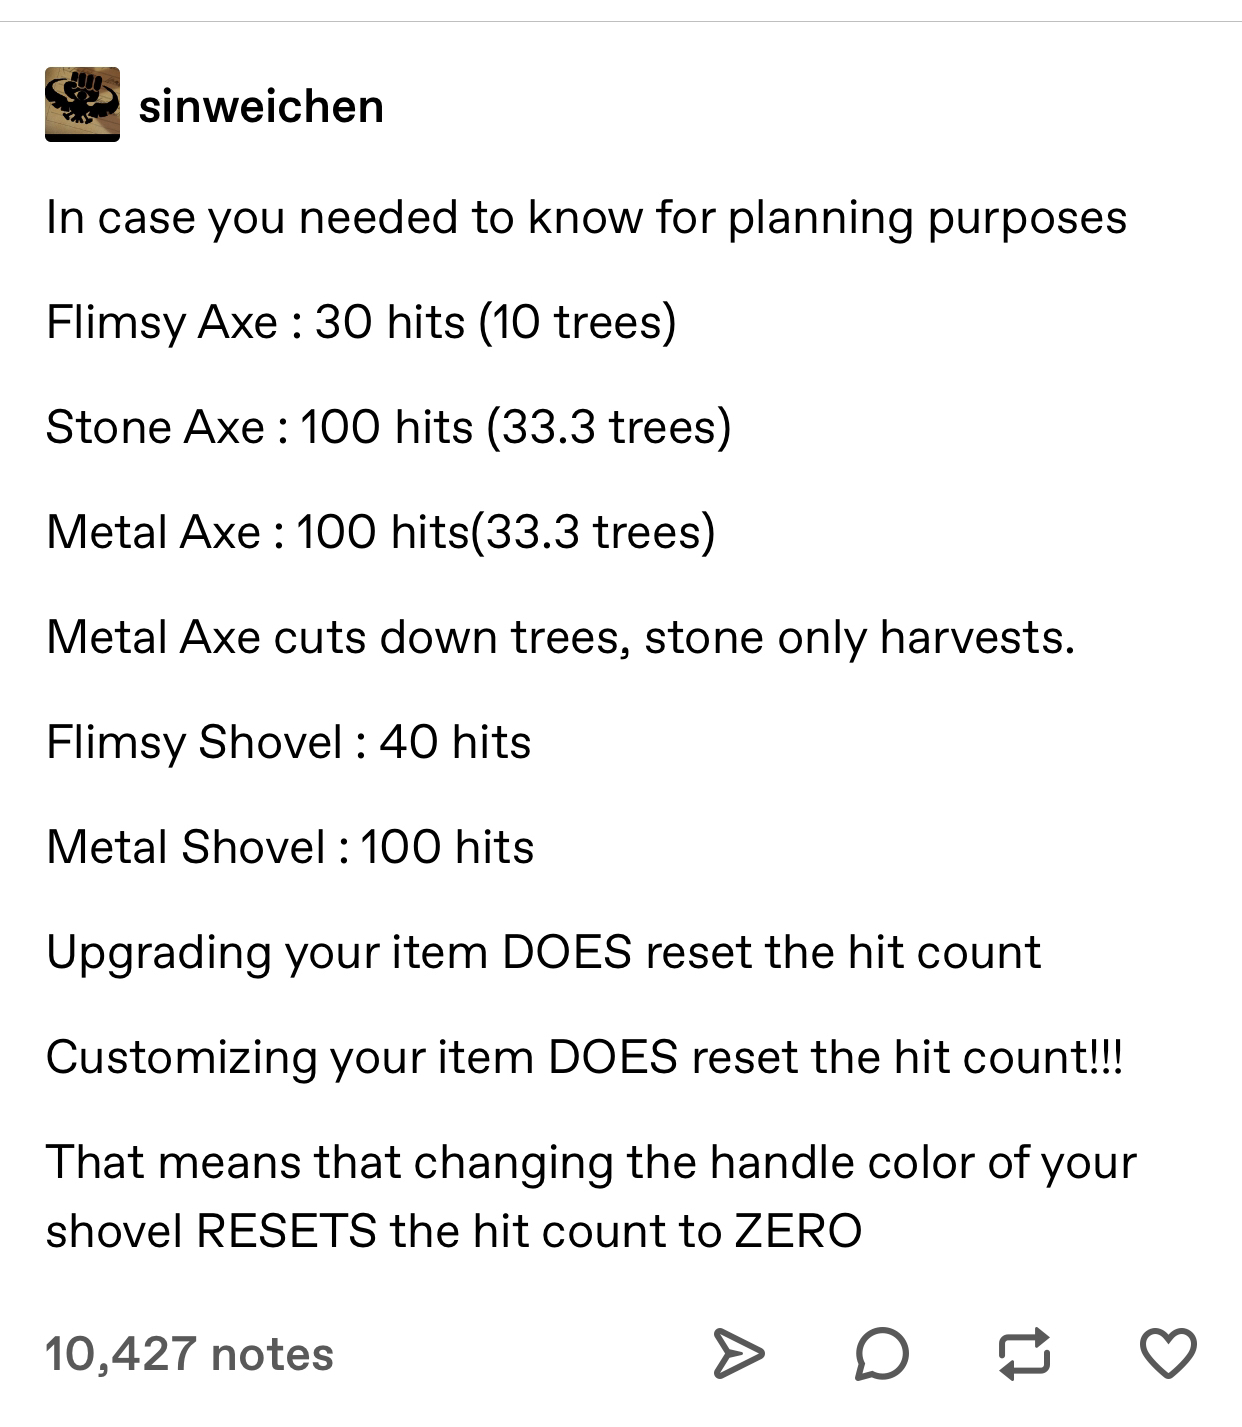 sinweichen
In case you needed to know for planning purposes
Flimsy Axe : 30 hits (10 trees)
Stone Axe : 100 hits (33.3 trees)
Metal Axe : 100 hits(33.3 trees)
Metal Axe cuts down trees, stone only harvests.
Flimsy Shovel : 40 hits
Metal Shovel : 100 hits
Upgrading your item DOES reset the hit count
Customizing your item DOES reset the hit count!!!
That means that changing the handle color of your
shovel RESETS the hit count to ZERO
10,427 notes